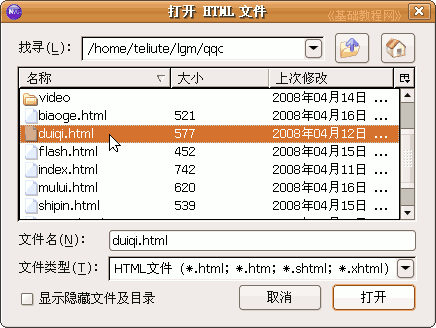 打开 HTML 文件
《基础教程网》
找寻(L): /home/teliute/lgm/qqc
名称 大小 上次修改
video 2008年04月14日 ...
biaoge.html 521 2008年04月16日 ...
duiqi.html 577 2008年04月12日 ...
flash.html 452 2008年04月15日 ...
index.html 742 2008年04月11日 ...
mului.html 620 2008年04月16日 ...
shipin.html 539 2008年04月15日 ...
文件名(N): duiqi.html
文件类型(T): HTML文件 (*.html; *.htm; *.shtml; *.xhtml)
显示隐藏文件及目录 取消 打开